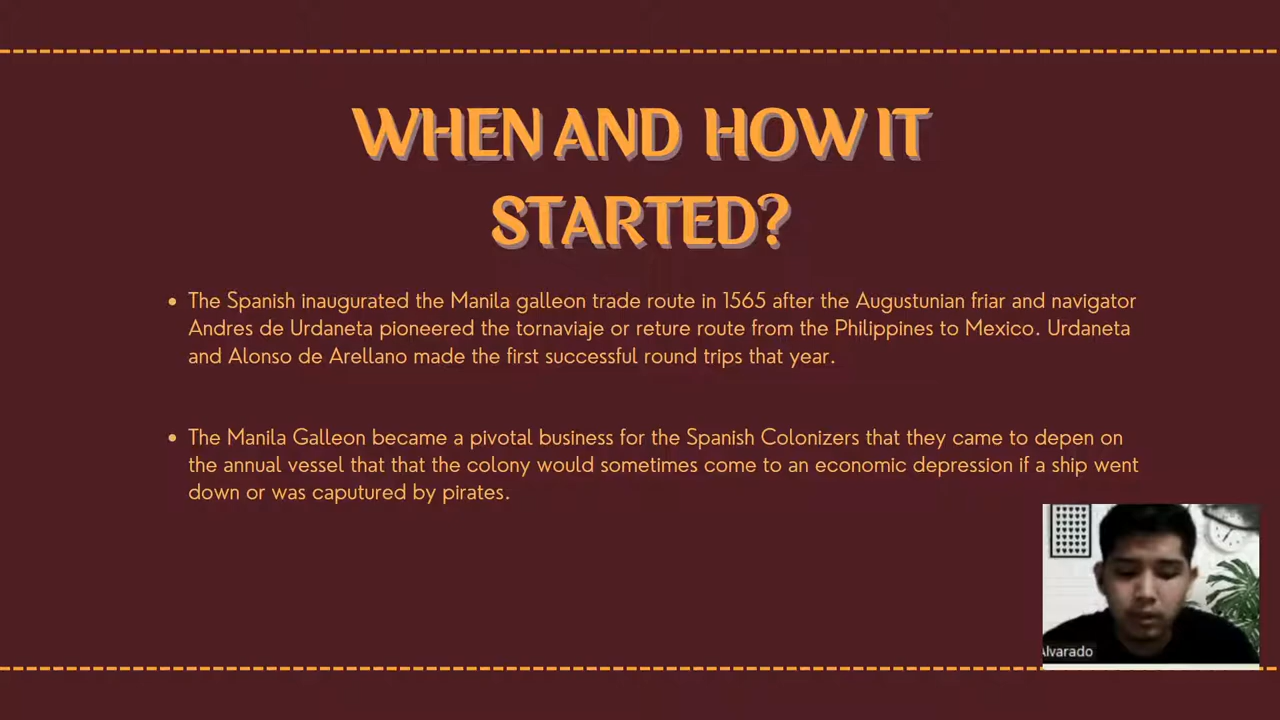 WHEN AND HOW IT
STARTED?
• The Spanish inaugurated the Manila galleon trade route in 1565 after the Augustunian friar and navigator
Andres de Urdaneta pioneered the tornaviaje or reture route from the Philippines to Mexico. Urdaneta
and Alonso de Arellano made the first successful round trips that year.
• The Manila Galleon became a pivotal business for the Spanish Colonizers that they came to depen on
the annual vessel that that the colony would sometimes come to an economic depression if a ship went
down or was caputured by pirates.
Alvarado